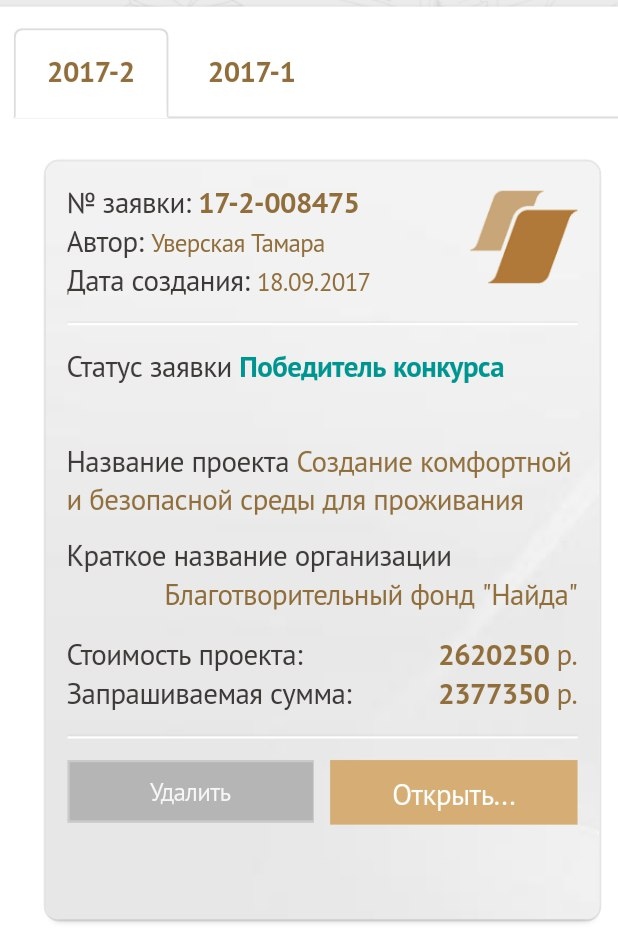 2017-2 2017-1
№ заявки: 17-2-008475
Автор: Уверская Тамара
Дата создания: 18.09.2017
Статус заявки Победитель конкурса
Название проекта Создание комфортной
и безопасной среды для проживания
Краткое название организации
Благотворительный фонд "Найда"
Стоимость проекта: 2620250 р.
Запрашиваемая сумма: 2377350 р.
Удалить Открыть...